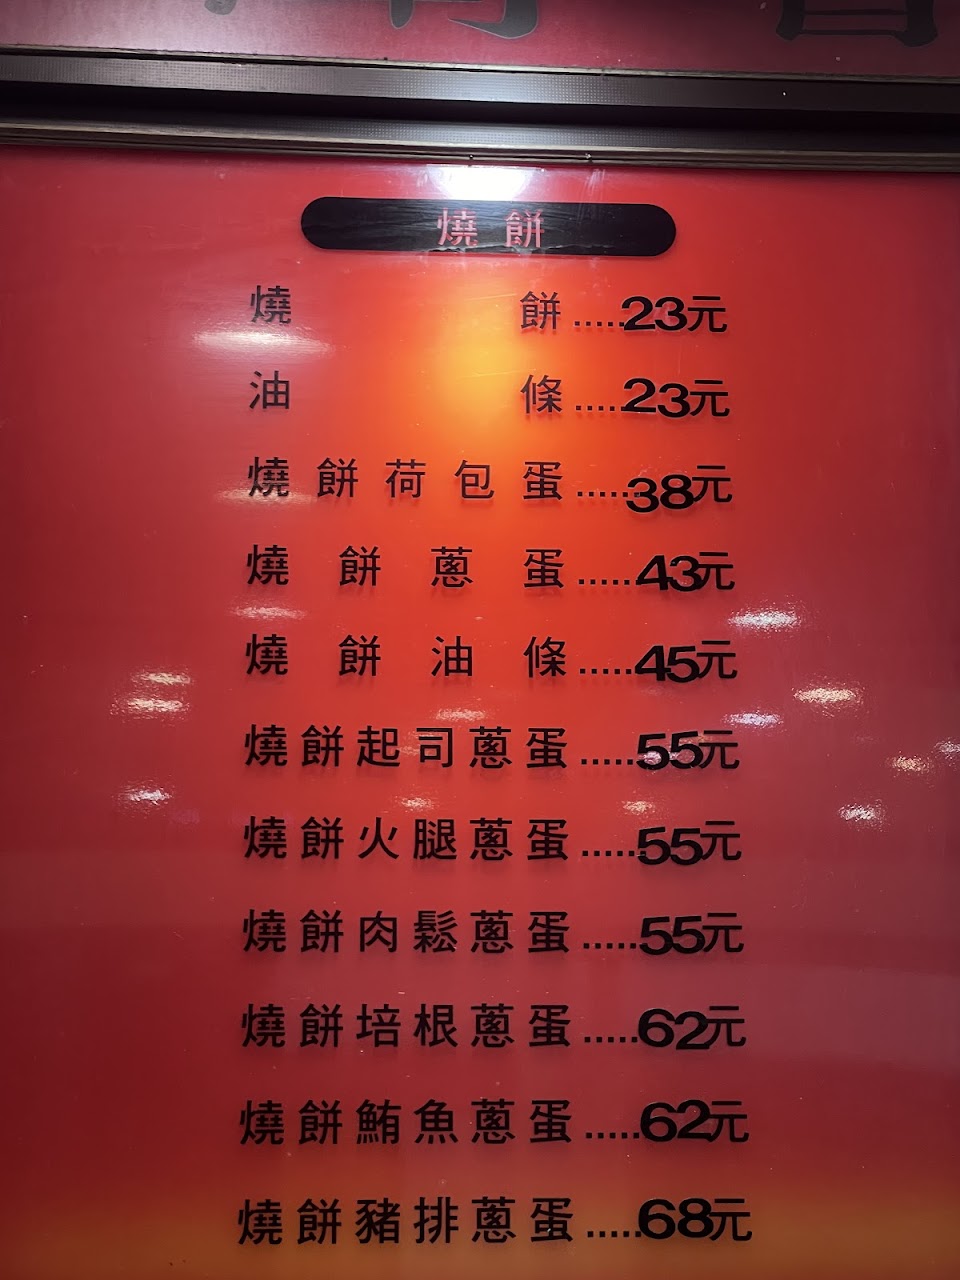 燒餅
燒餅.....23元
油條.....23元
燒餅荷包蛋......38元
燒餅蔥蛋......43元
燒餅油條.....45元
燒餅起司蔥蛋.....55元
燒餅火腿蔥蛋......55元
燒餅肉鬆蔥蛋.....55元
燒餅培根蔥蛋.....62元
燒餅鮪魚蔥蛋.....62元
燒餅豬排蔥蛋.....68元